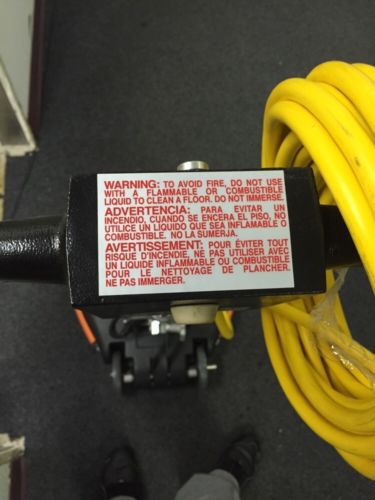 WARNING: TO AVOID FIRE, DO NOT USE
WITH A FLAMMABLE OR COMBUSTIBLE
LIQUID TO CLEAN A FLOOR. DO NOT IMMERSE.
ADVERTENCIA: PARA EVITAR UN
INCENDIO, CUANDO SE ENCERA EL PISO, NO
UTILICE UN LIQUIDO QUE SEA INFLAMABLE O
COMBUSTIBLE. NO LA SUMERJA.
AVERTISSEMENT: POUR ÉVITER TOUT
RISQUE D'INCENDIE, NE PAS UTILISER AVEC
UN LIQUIDE INFLAMMABLE OU COMBUSTIBLE
POUR LE NETTOYAGE DE PLANCHER.
NE PAS IMMERGER.